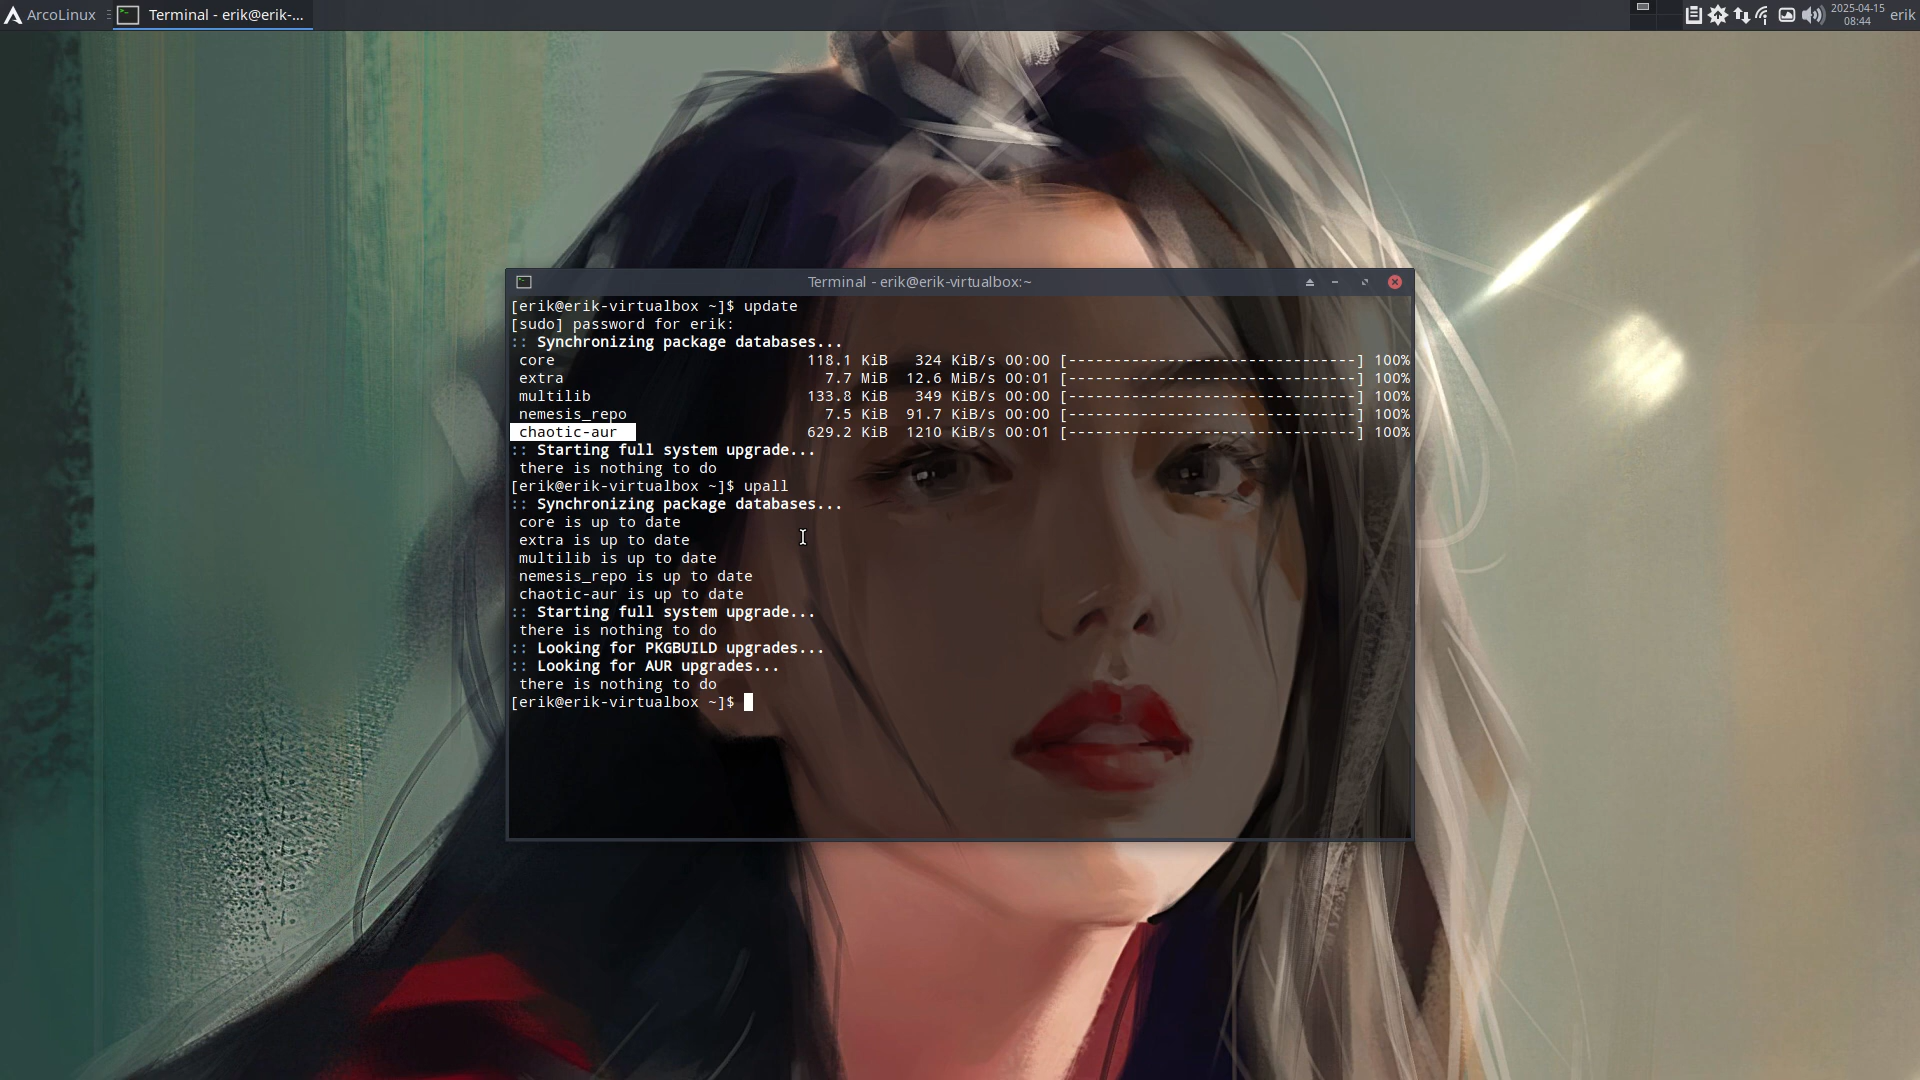 ArcoLinux
Terminal - erik@erik-...
2025-04-15
08:44
erik
Terminal - erik@erik-virtualbox:~
[erik@erik-virtualbox ~]$ update
[sudo] password for erik:
:: Synchronizing package databases...
core 118.1 KiB 324 KiB/s 00:00 [--------------------------------] 100%
extra 7.7 MiB 12.6 MiB/s 00:01 [--------------------------------] 100%
multilib 133.8 KiB 349 KiB/s 00:00 [--------------------------------] 100%
nemesis_repo 7.5 KiB 91.7 KiB/s 00:00 [--------------------------------] 100%
chaotic-aur 629.2 KiB 1210 KiB/s 00:01 [--------------------------------] 100%
:: Starting full system upgrade...
there is nothing to do
[erik@erik-virtualbox ~]$ upall
:: Synchronizing package databases...
core is up to date
extra is up to date
multilib is up to date
nemesis_repo is up to date
chaotic-aur is up to date
:: Starting full system upgrade...
there is nothing to do
:: Looking for PKGBUILD upgrades...
:: Looking for AUR upgrades...
there is nothing to do
[erik@erik-virtualbox ~]$